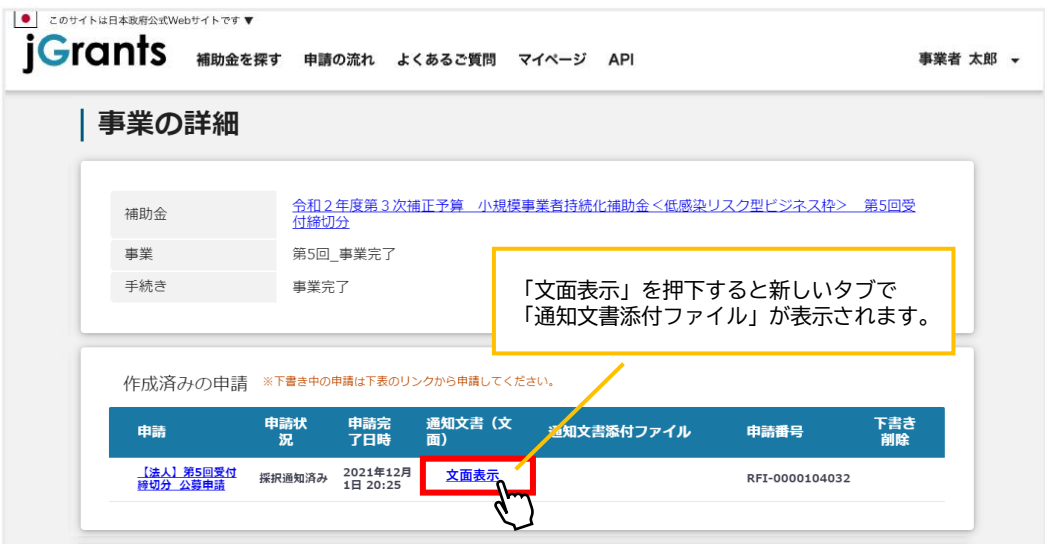 このサイトは日本政府公式Webサイトです ▼
jGrants 補助金を探す 申請の流れ よくあるご質問 マイページ API 事業者 太郎
事業の詳細
補助金 令和２年度第３次補正予算　小規模事業者持続化補助金＜低感染リスク型ビジネス枠＞　第5回受
付締切分
事業 第5回_事業完了
手続き 事業完了
「文面表示」を押下すると新しいタブで
「通知文書添付ファイル」が表示されます。
作成済みの申請 ※下書き中の申請は下表のリンクから申請してください。
申請 申請状
況 申請完
了日時 通知文書（文
面） 通知文書添付ファイル 申請番号 下書き
削除
【法人】第5回受付
締切分_公募申請 採択通知済み 2021年12月
1日 20:25 文面表示 RFI-0000104032